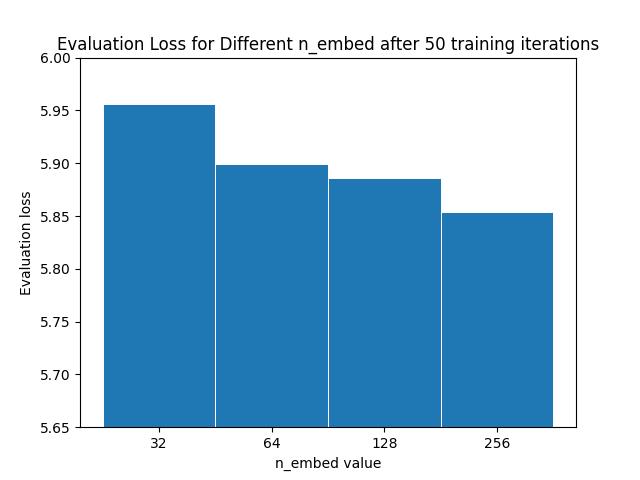 Evaluation Loss for Different n_embed after 50 training iterations
6.00
5.95
5.90
5.85
5.80
5.75
5.70
5.65
Evaluation loss
32 64 128 256
n_embed value